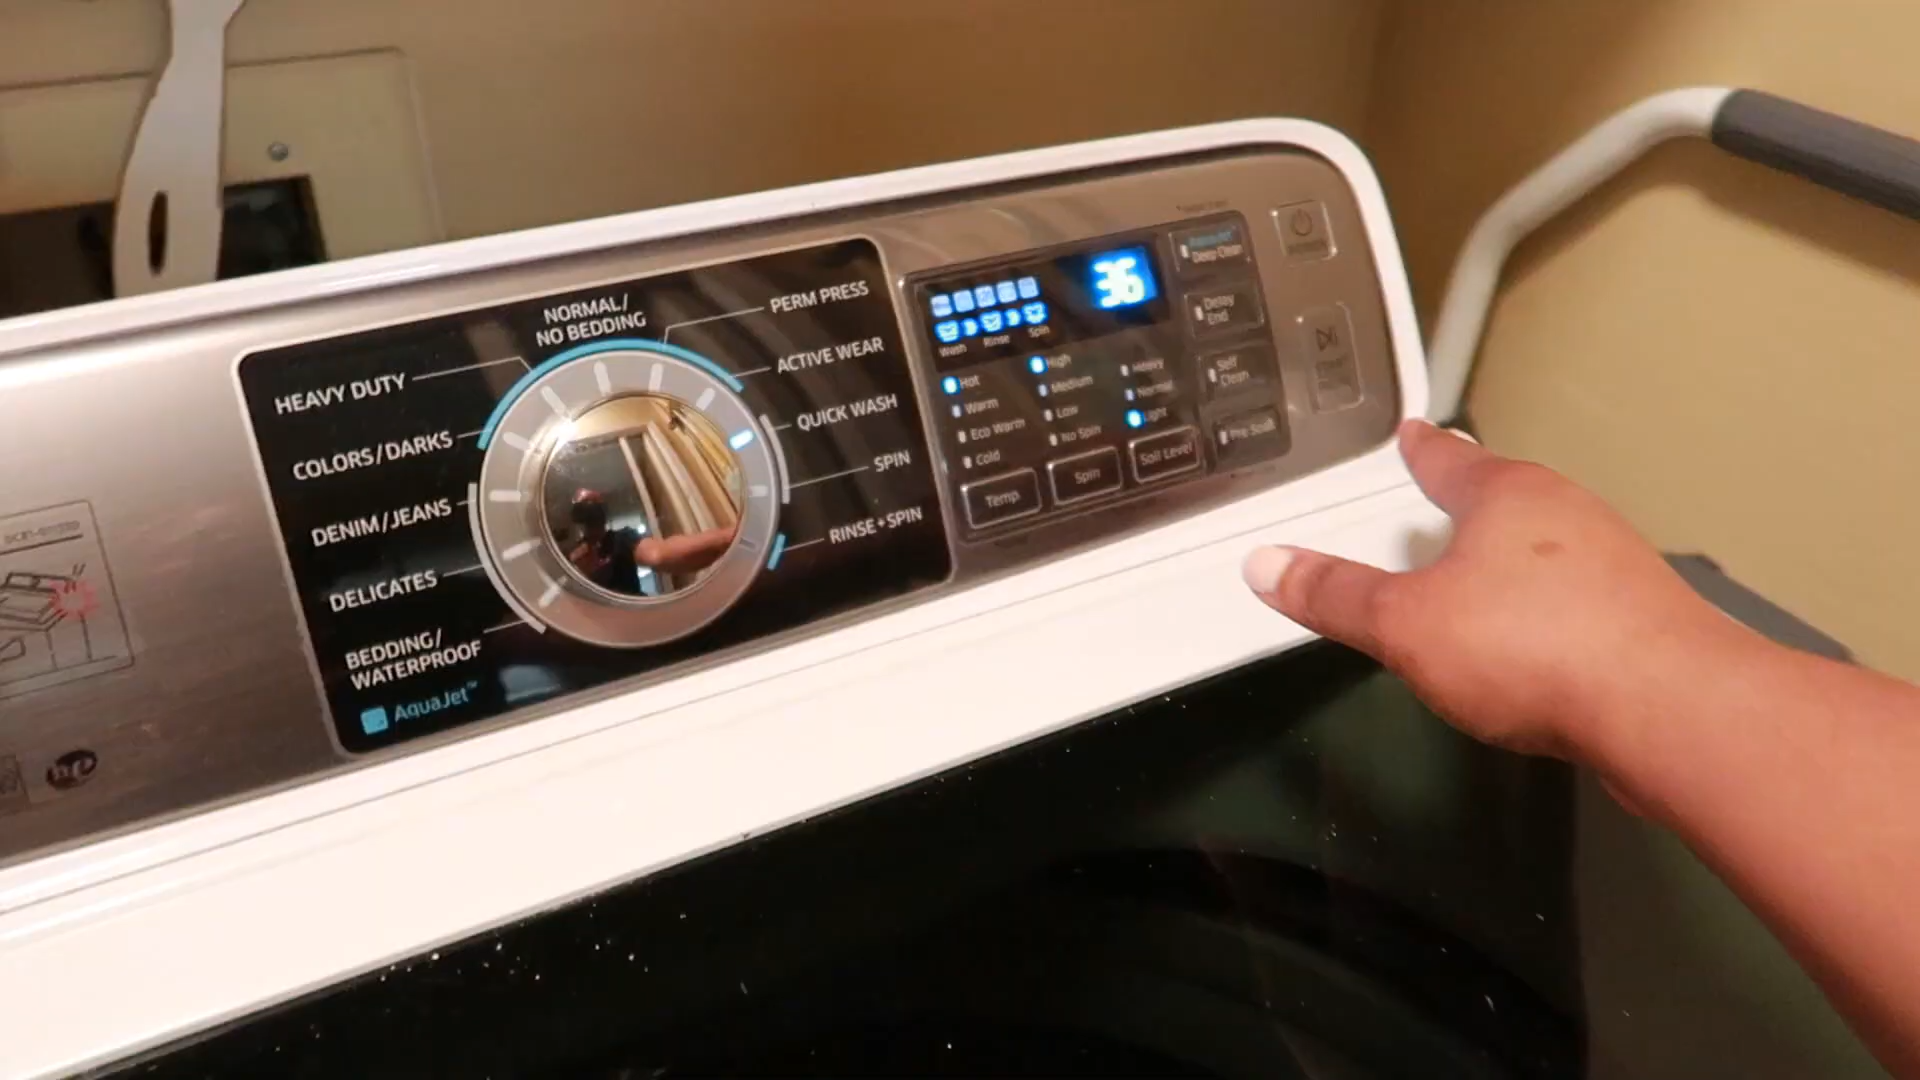 NORMAL/
NO BEDDING
HEAVY DUTY
COLORS/DARKS
DENIM/JEANS
DELICATES
BEDDING/
WATERPROOF
AquaJet™
PERM PRESS
ACTIVE WEAR
QUICK WASH
SPIN
RINSE+SPIN
36
Wash Rinse Spin
Hot High Heavy
Warm Medium Normal
Eco Warm Low Light
Cold No Spin
Temp Spin Soil Level
Deep Clean
Delay
End
Self
Clean
Pre Soak
he